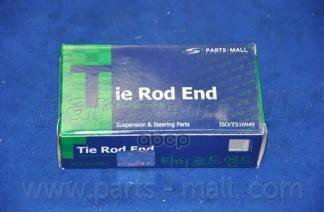 PARTS-MALL
Tie Rod End
Suspension & Steering Parts
ISO/TS16949
Tie Rod End
타이로드엔드
www.parts-mall.com